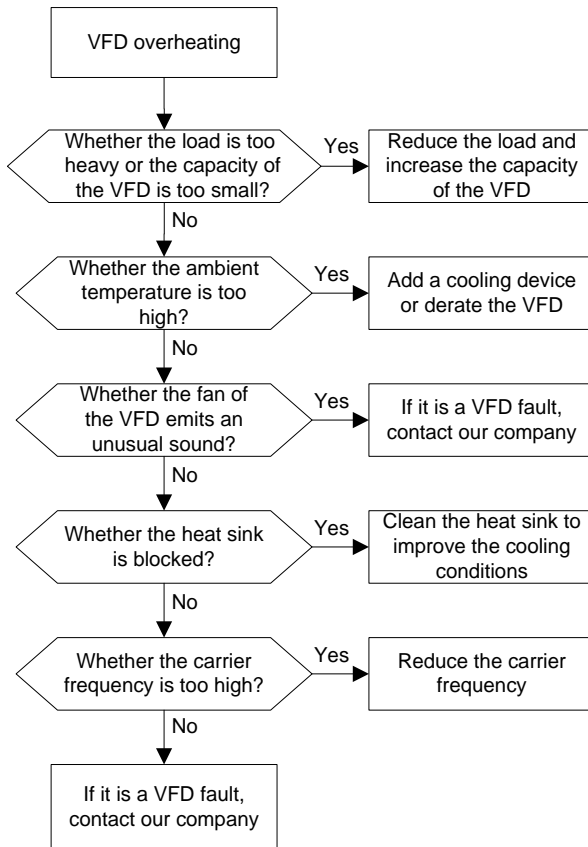 VFD overheating
Whether the load is too
heavy or the capacity of
the VFD is too small?
Yes
Reduce the load and
increase the capacity
of the VFD
No
Whether the ambient
temperature is too
high?
Yes
Add a cooling device
or derate the VFD
No
Whether the fan of
the VFD emits an
unusual sound?
Yes
If it is a VFD fault,
contact our company
No
Whether the heat sink
is blocked?
Yes
Clean the heat sink to
improve the cooling
conditions
No
Whether the carrier
frequency is too high?
Yes
Reduce the carrier
frequency
No
If it is a VFD fault,
contact our company